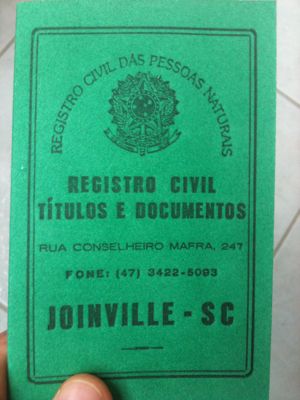 REGISTRO CIVIL DAS PESSOAS NATURAIS
REGISTRO CIVIL
TÍTULOS E DOCUMENTOS
RUA CONSELHEIRO MAFRA, 247
FONE: (47) 3422-5093
JOINVILLE - SC